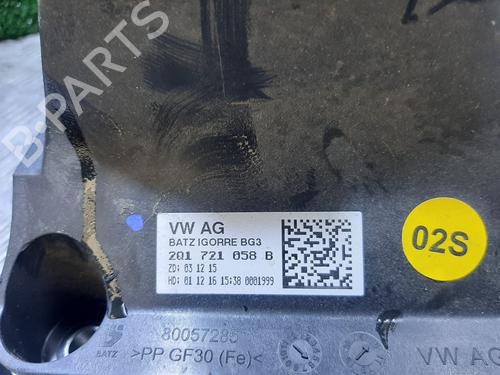 B-PARTS
VW AG
BATZ IGORRE BG3
2Q1 721 058 B
ZD: 03 12 15
HD: 01 12 16 15:38 0001999
02S
80057285
BATZ
>PP GF30 (Fe)<
VW AG